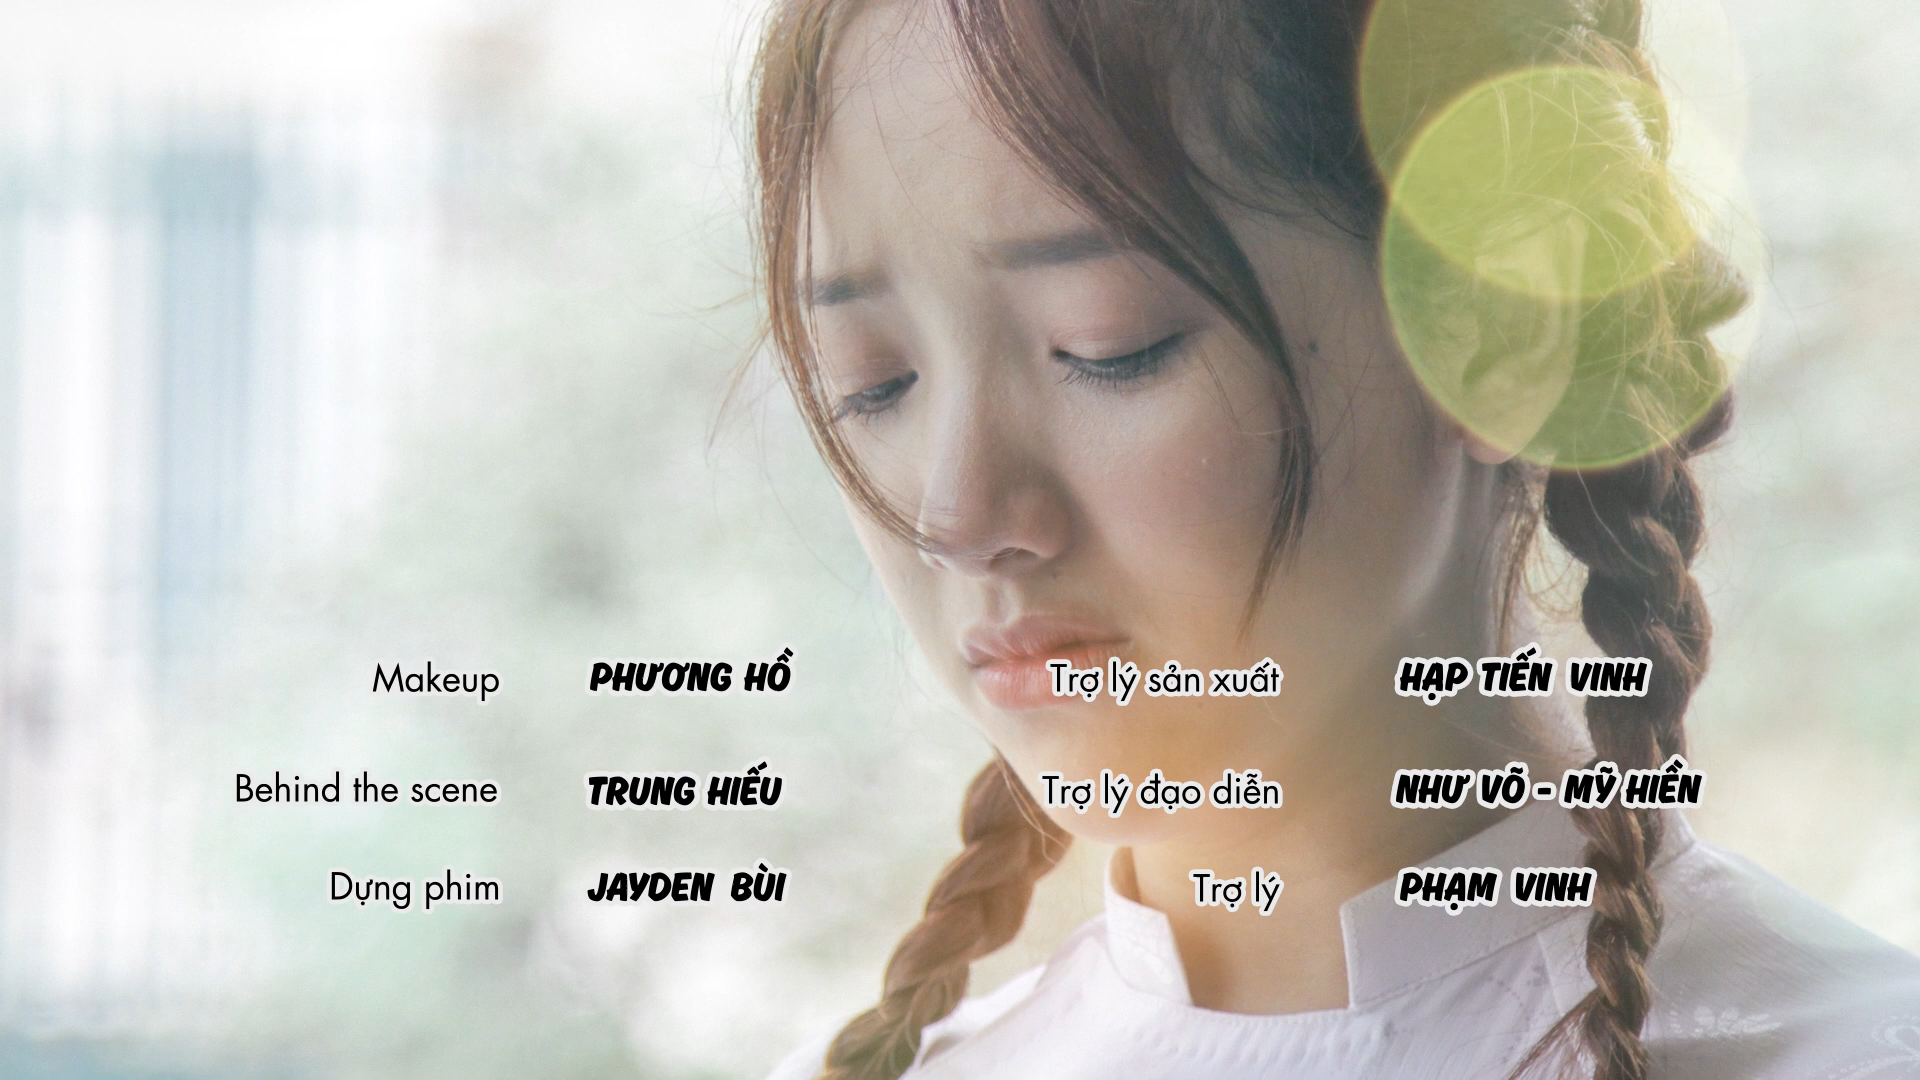 Makeup PHƯƠNG HỒ
Behind the scene TRUNG HIẾU
Dựng phim JAYDEN BÙI
Trợ lý sản xuất HẠP TIẾN VINH
Trợ lý đạo diễn NHƯ VÕ - MỸ HIỀN
Trợ lý PHẠM VINH